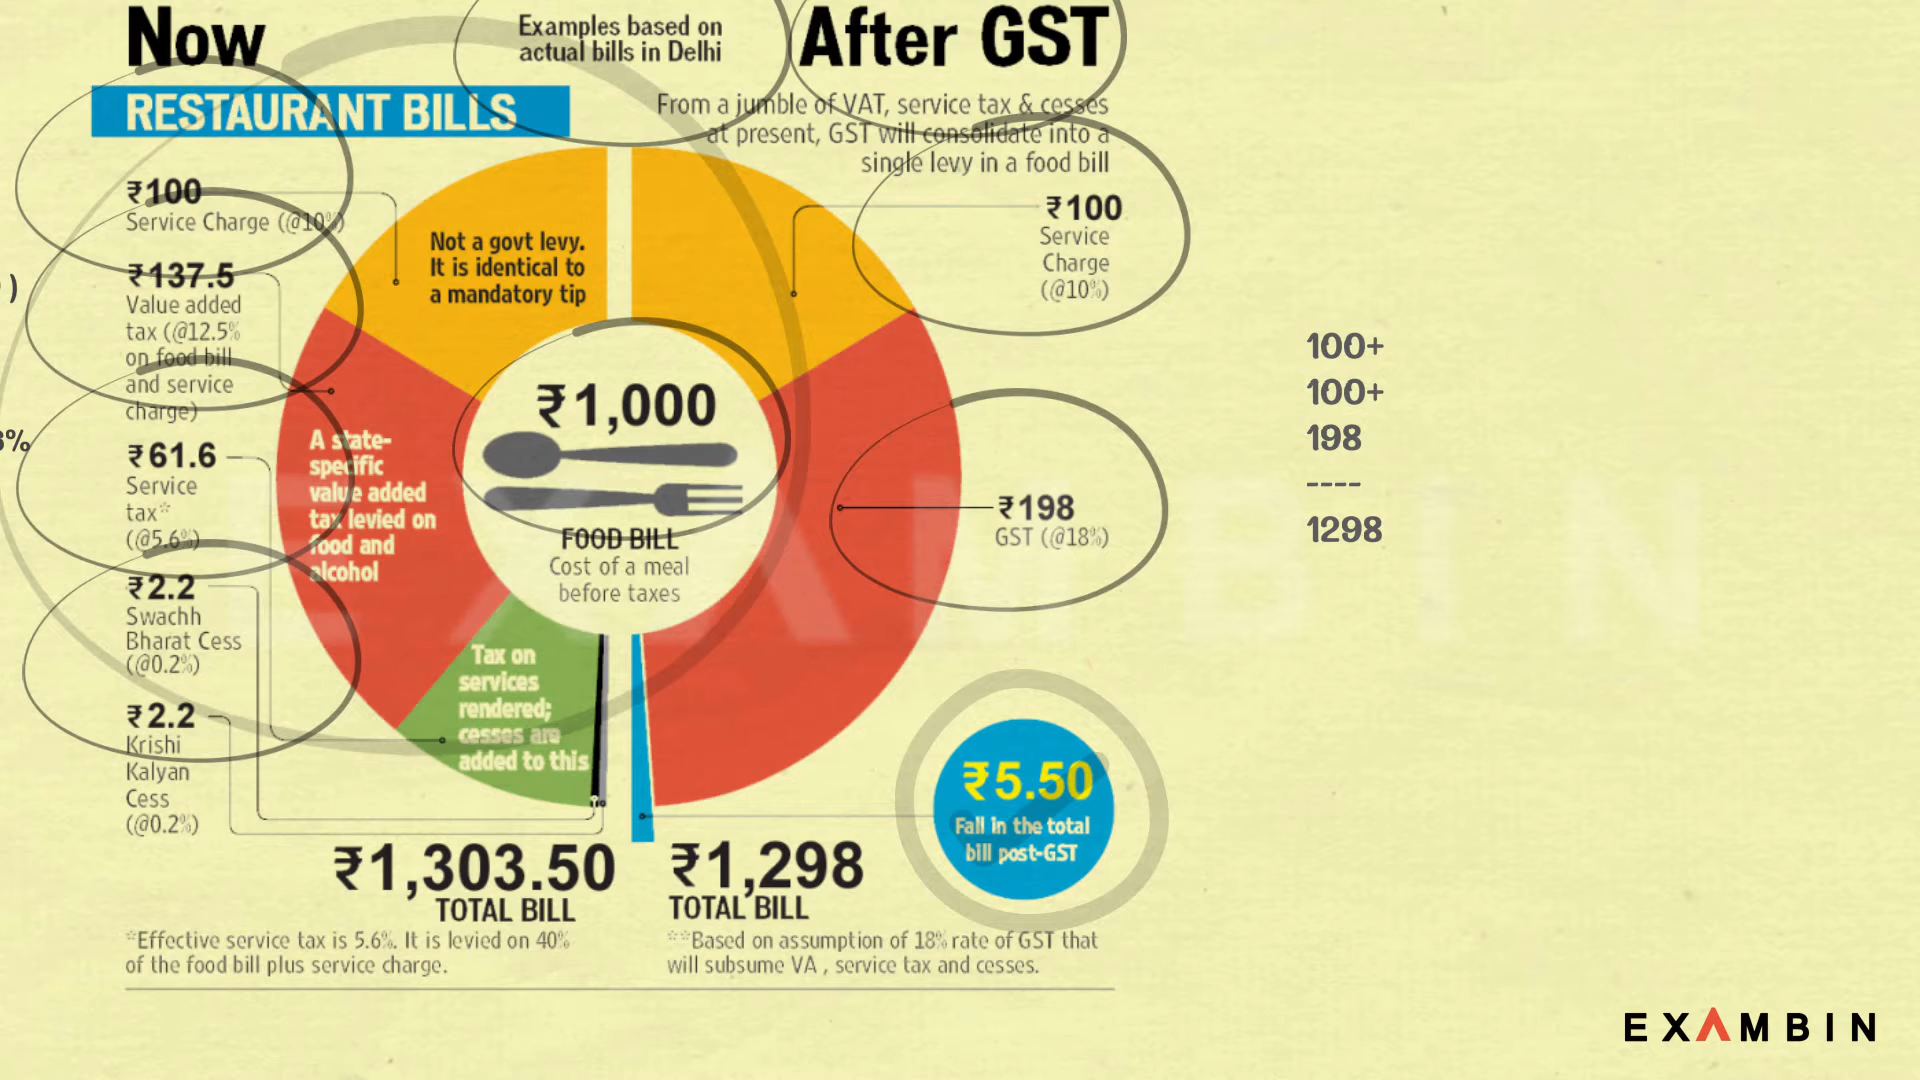 Now
Examples based on
actual bills in Delhi
After GST
RESTAURANT BILLS
From a jumble of VAT, service tax & cesses
at present, GST will consolidate into a
single levy in a food bill
₹100
Service Charge (@10%)
₹137.5
Value added
tax (@12.5%
on food bill
and service
charge)
₹61.6
Service
tax*
(@5.6%)
₹2.2
Swachh
Bharat Cess
(@0.2%)
₹2.2
Krishi
Kalyan
Cess
(@0.2%)
)
%
Not a govt levy.
It is identical to
a mandatory tip
A state-
specific
value added
tax levied on
food and
alcohol
Tax on
services
rendered;
cesses are
added to this
₹1,000
FOOD BILL
Cost of a meal
before taxes
₹100
Service
Charge
(@10%)
₹198
GST (@18%)
₹5.50
Fall in the total
bill post-GST
₹1,303.50
TOTAL BILL
₹1,298
TOTAL BILL
*Effective service tax is 5.6%. It is levied on 40%
of the food bill plus service charge.
**Based on assumption of 18% rate of GST that
will subsume VA , service tax and cesses.
100+
100+
198
----
1298
EXAMBIN
EXAMBIN